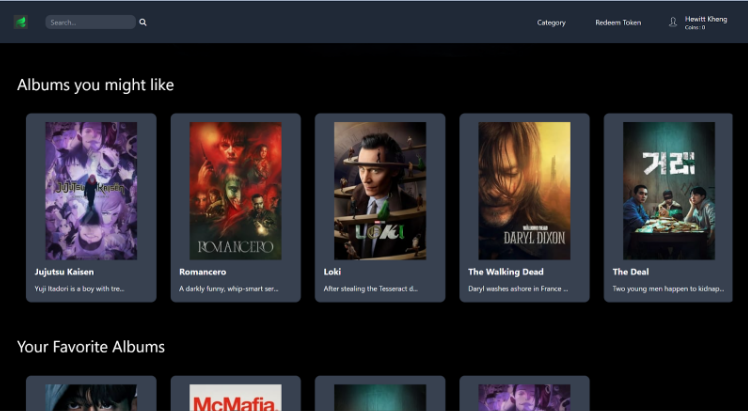 Search...
Category
Redeem Token
Hewitt Kheng
Coins: 0
Albums you might like
JUJUTSU KAISEN
ROMANCERO
LOKI
THE WALKING DEAD
DARYL DIXON
거래
Jujutsu Kaisen
Romancero
Loki
The Walking Dead
The Deal
Yuji Itadori is a boy with tre...
A darkly funny, whip-smart ser...
After stealing the Tesseract d...
Daryl washes ashore in France ...
Two young men happen to kidnap...
Your Favorite Albums
McMafia.